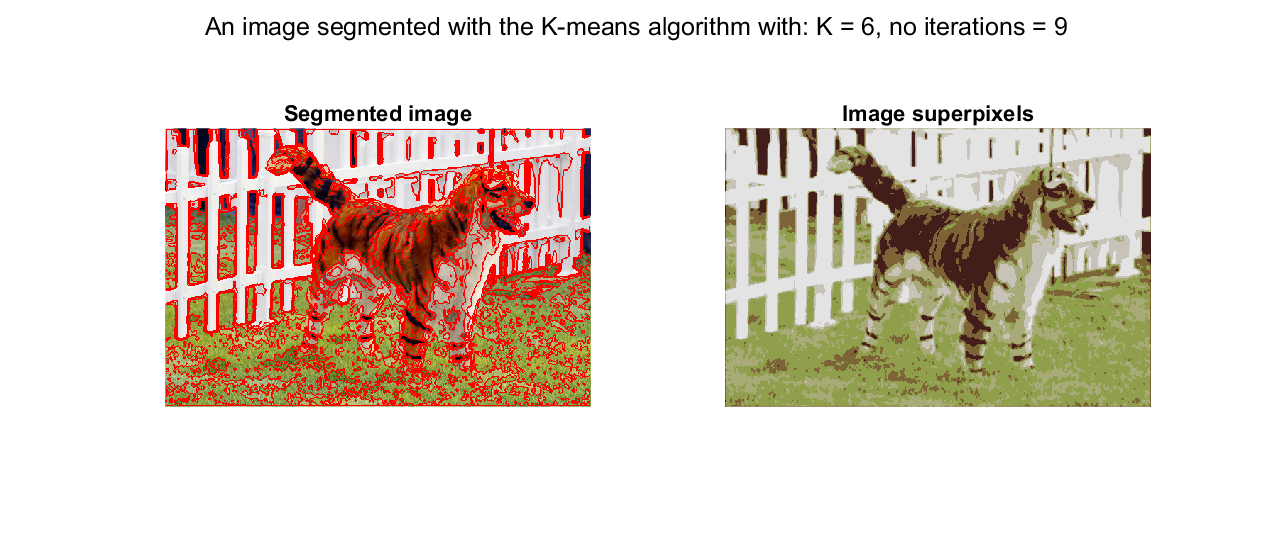 An image segmented with the K-means algorithm with: K = 6, no iterations = 9
Segmented image
Image superpixels